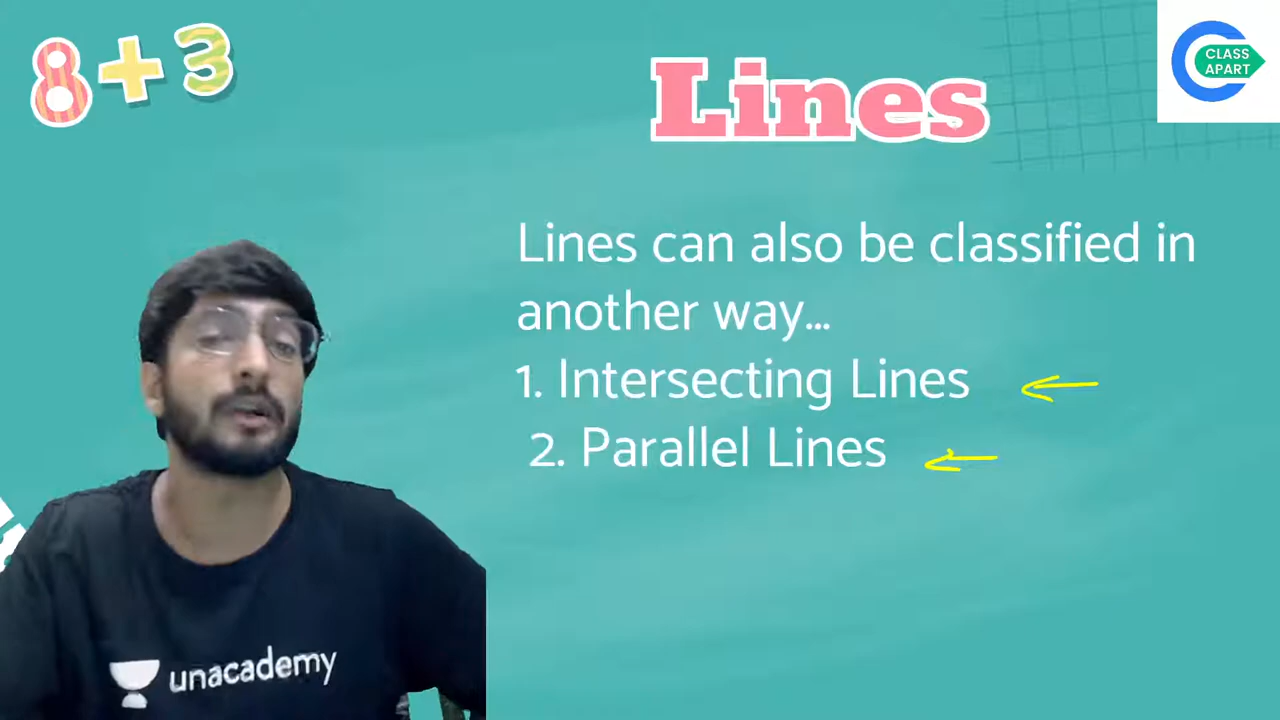 8+3
Lines
CLASS
APART
Lines can also be classified in
another way...
1. Intersecting Lines
2. Parallel Lines
unacademy